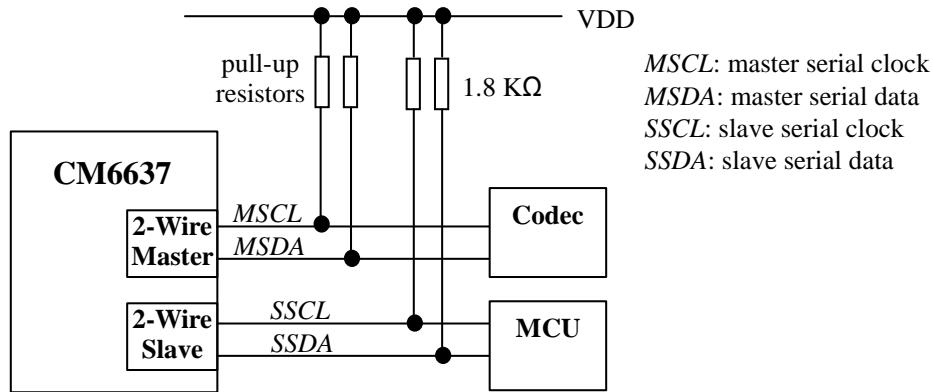 VDD
pull-up
resistors
1.8 KΩ
MSCL: master serial clock
MSDA: master serial data
SSCL: slave serial clock
SSDA: slave serial data
CM6637
2-Wire
Master
MSCL
MSDA
Codec
2-Wire
Slave
SSCL
SSDA
MCU